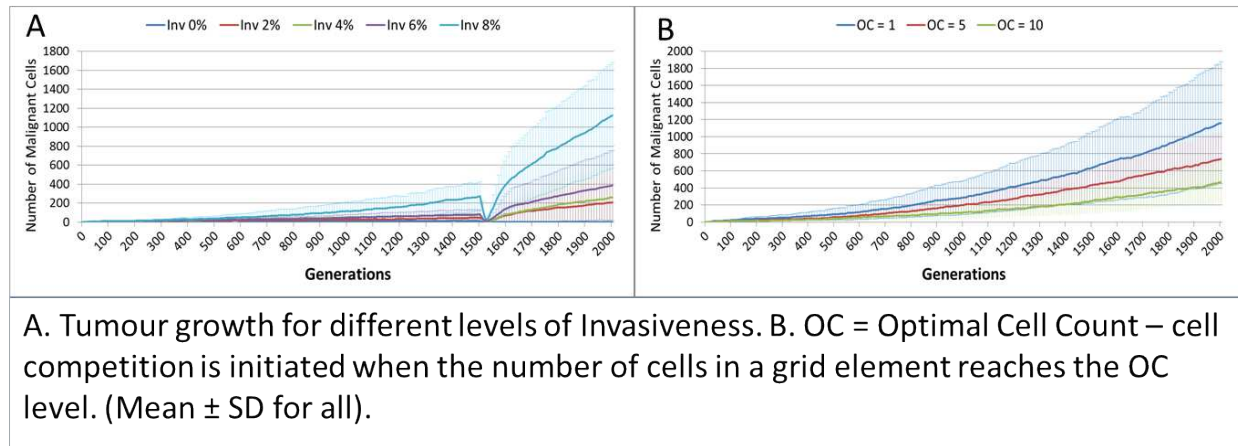 A
Inv 0% Inv 2% Inv 4% Inv 6% Inv 8%
Number of Malignant Cells
1800
1600
1400
1200
1000
800
600
400
200
0
0 100 200 300 400 500 600 700 800 900 1000 1100 1200 1300 1400 1500 1600 1700 1800 1900 2000
Generations
B
OC = 1 OC = 5 OC = 10
Number of Malignant Cells
2000
1800
1600
1400
1200
1000
800
600
400
200
0
0 100 200 300 400 500 600 700 800 900 1000 1100 1200 1300 1400 1500 1600 1700 1800 1900 2000
Generations
A. Tumour growth for different levels of Invasiveness. B. OC = Optimal Cell Count – cell
competition is initiated when the number of cells in a grid element reaches the OC
level. (Mean ± SD for all).